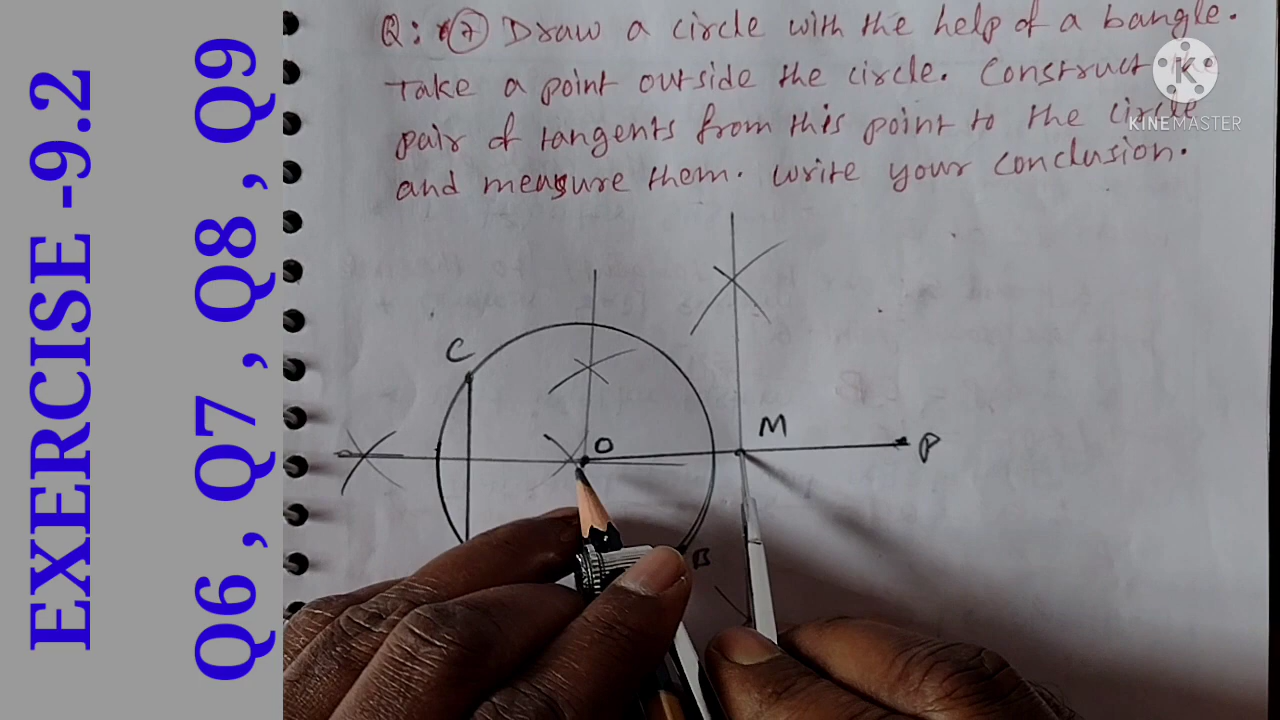 EXERCISE -9.2
Q6 , Q7 , Q8 , Q9
Q: 7 Draw a circle with the help of a bangle.
Take a point outside the circle. Construct the
pair of tangents from this point to the circle
and measure them. Write your conclusion.
K
KINEMASTER
C
O
M
P
B